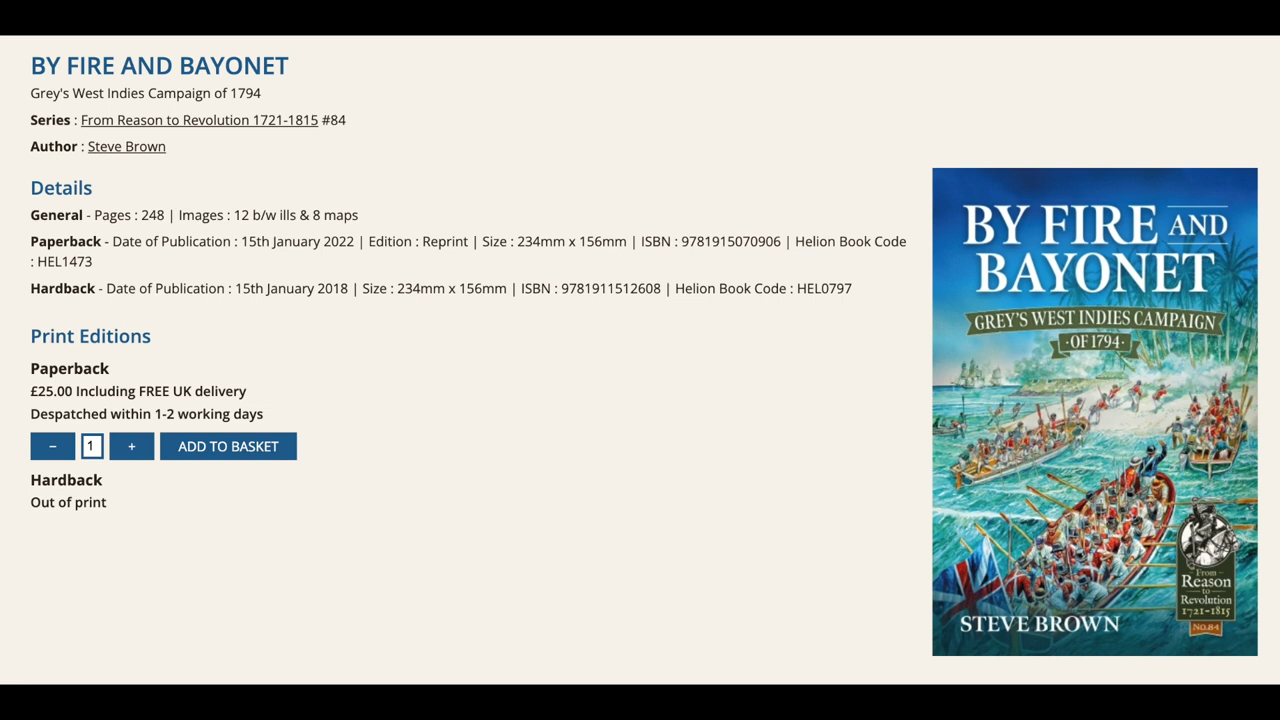 BY FIRE AND BAYONET
Grey's West Indies Campaign of 1794
Series : From Reason to Revolution 1721-1815 #84
Author : Steve Brown
Details
General - Pages : 248 | Images : 12 b/w ills & 8 maps
Paperback - Date of Publication : 15th January 2022 | Edition : Reprint | Size : 234mm x 156mm | ISBN : 9781915070906 | Helion Book Code
: HEL1473
Hardback - Date of Publication : 15th January 2018 | Size : 234mm x 156mm | ISBN : 9781911512608 | Helion Book Code : HEL0797
Print Editions
Paperback
£25.00 Including FREE UK delivery
Despatched within 1-2 working days
− 1 + ADD TO BASKET
Hardback
Out of print
BY FIRE AND
BAYONET
GREY'S WEST INDIES CAMPAIGN
·OF 1794·
From
Reason
to
Revolution
1721-1815
No.84
STEVE BROWN